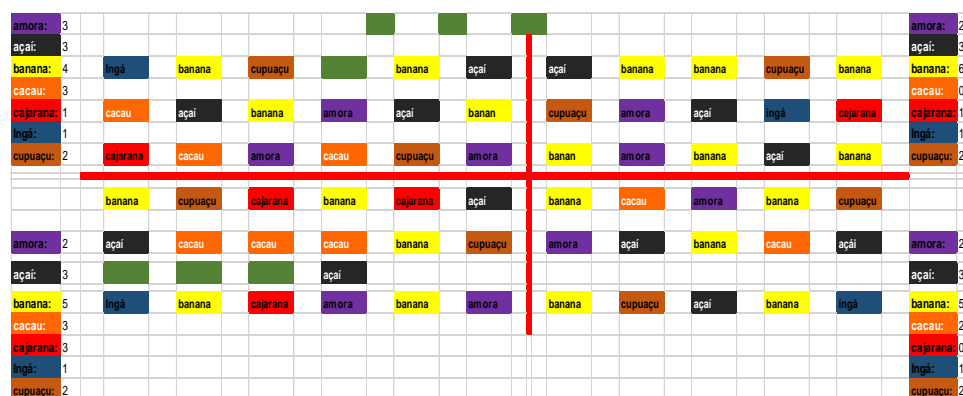 amora: 3 amora: 2
açaí: 3 açaí: 3
banana: 4 Ingá banana cupuaçu banana açaí açaí banana banana cupuaçu banana banana: 6
cacau: 3 cacau: 0
cajarana: 1 cacau açaí banana amora açaí banan cupuaçu amora açaí ingá cajarana cajarana: 1
Ingá: 1 Ingá: 1
cupuaçu: 2 cajarana cacau amora cacau cupuaçu amora banan amora banana açaí banana cupuaçu: 2
banana cupuaçu cajarana banana cajarana açaí banana cacau amora banana cupuaçu
amora: 2 açaí cacau cacau cacau banana cupuaçu amora açaí banana cacau açái amora: 2
açaí: 3 açaí açaí: 3
banana: 5 Ingá banana cajarana amora banana amora banana cupuaçu açaí banana ingá banana: 5
cacau: 3 cacau: 2
cajarana: 3 cajarana: 0
Ingá: 1 Ingá: 1
cupuaçu: 2 cupuaçu: 2